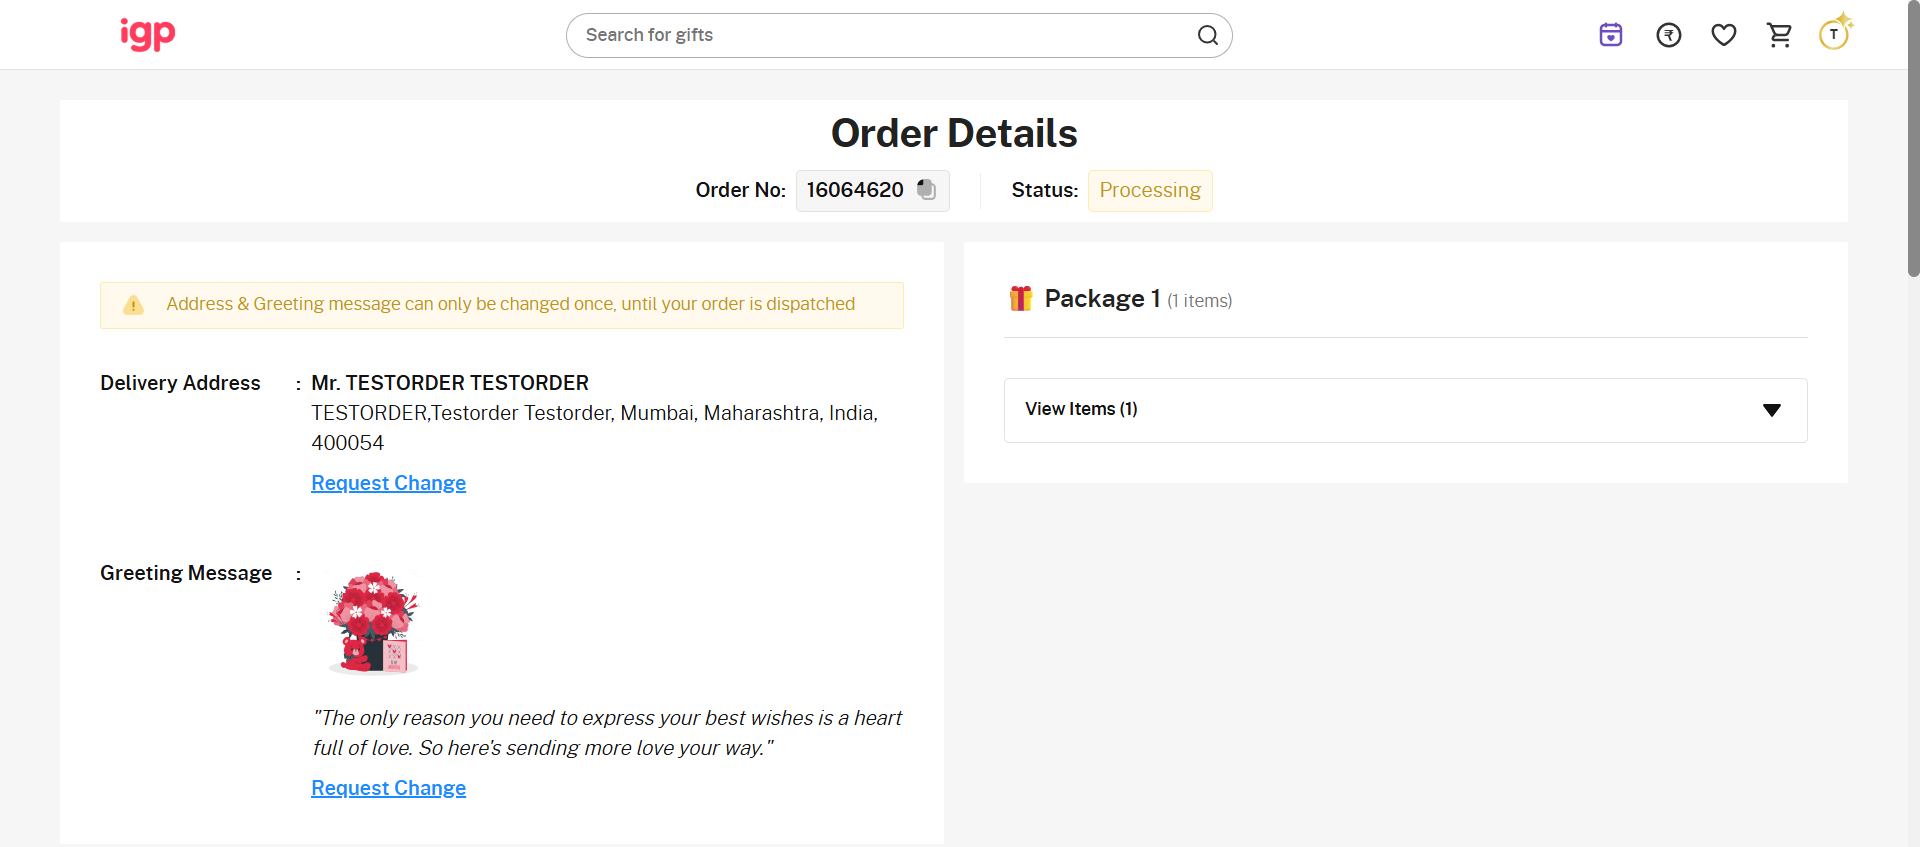 igp
Search for gifts
T
Order Details
Order No: 16064620
Status: Processing
Address & Greeting message can only be changed once, until your order is dispatched
Delivery Address : Mr. TESTORDER TESTORDER
TESTORDER,Testorder Testorder, Mumbai, Maharashtra, India,
400054
Request Change
Greeting Message :
"The only reason you need to express your best wishes is a heart
full of love. So here's sending more love your way."
Request Change
Package 1 (1 items)
View Items (1)